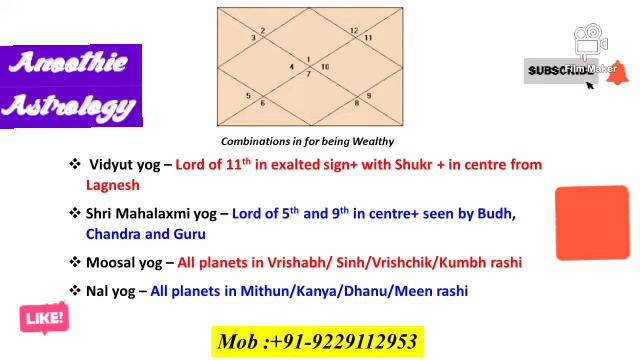 Anoothie
Astrology
2
12
3
11
1
4
10
7
5
9
6
8
Film Maker
SUBSCRIBE
Combinations in for being Wealthy
❖ Vidyut yog – Lord of 11th in exalted sign+ with Shukr + in centre from
Lagnesh
❖ Shri Mahalaxmi yog – Lord of 5th and 9th in centre+ seen by Budh,
Chandra and Guru
❖ Moosal yog – All planets in Vrishabh/ Sinh/Vrishchik/Kumbh rashi
❖ Nal yog – All planets in Mithun/Kanya/Dhanu/Meen rashi
LIKE!
Mob :+91-9229112953